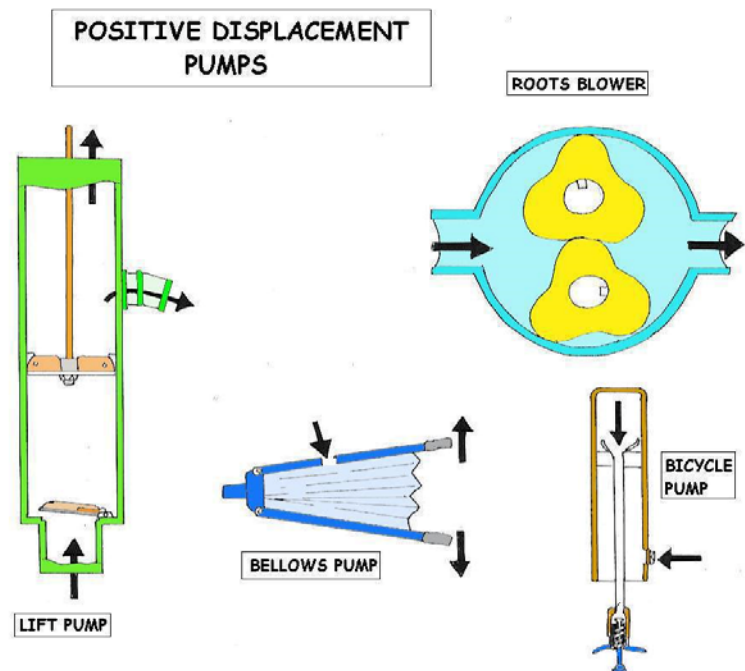 POSITIVE DISPLACEMENT
PUMPS
ROOTS BLOWER
BICYCLE
PUMP
BELLOWS PUMP
LIFT PUMP